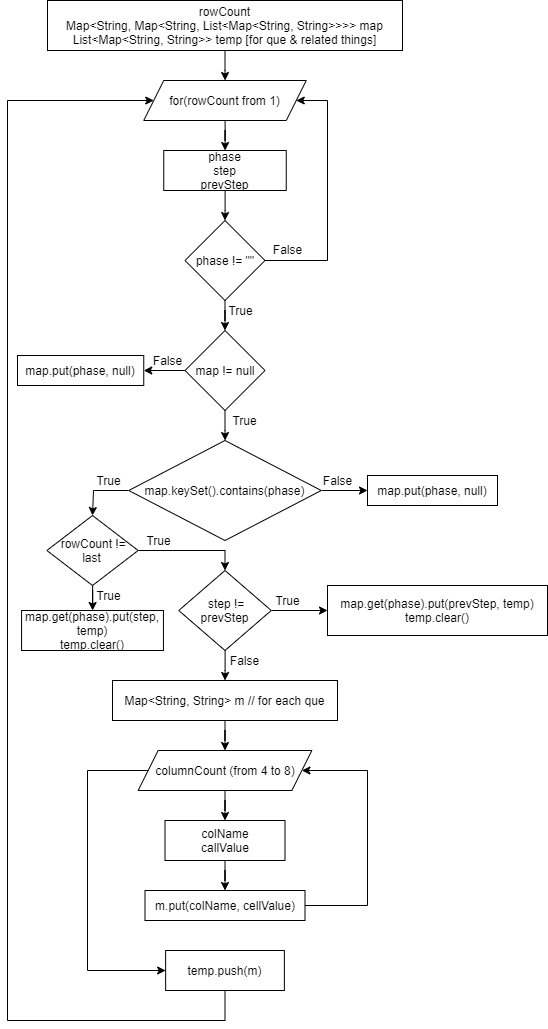 rowCount
Map<String, Map<String, List<Map<String, String>>>> map
List<Map<String, String>> temp [for que & related things]
for(rowCount from 1)
phase
step
prevStep
phase != ""
False
True
map != null
False
map.put(phase, null)
True
map.keySet().contains(phase)
True
False
map.put(phase, null)
rowCount !=
last
True
True
map.get(phase).put(step,
temp)
temp.clear()
step !=
prevStep
True
map.get(phase).put(prevStep, temp)
temp.clear()
False
Map<String, String> m // for each que
columnCount (from 4 to 8)
colName
callValue
m.put(colName, cellValue)
temp.push(m)